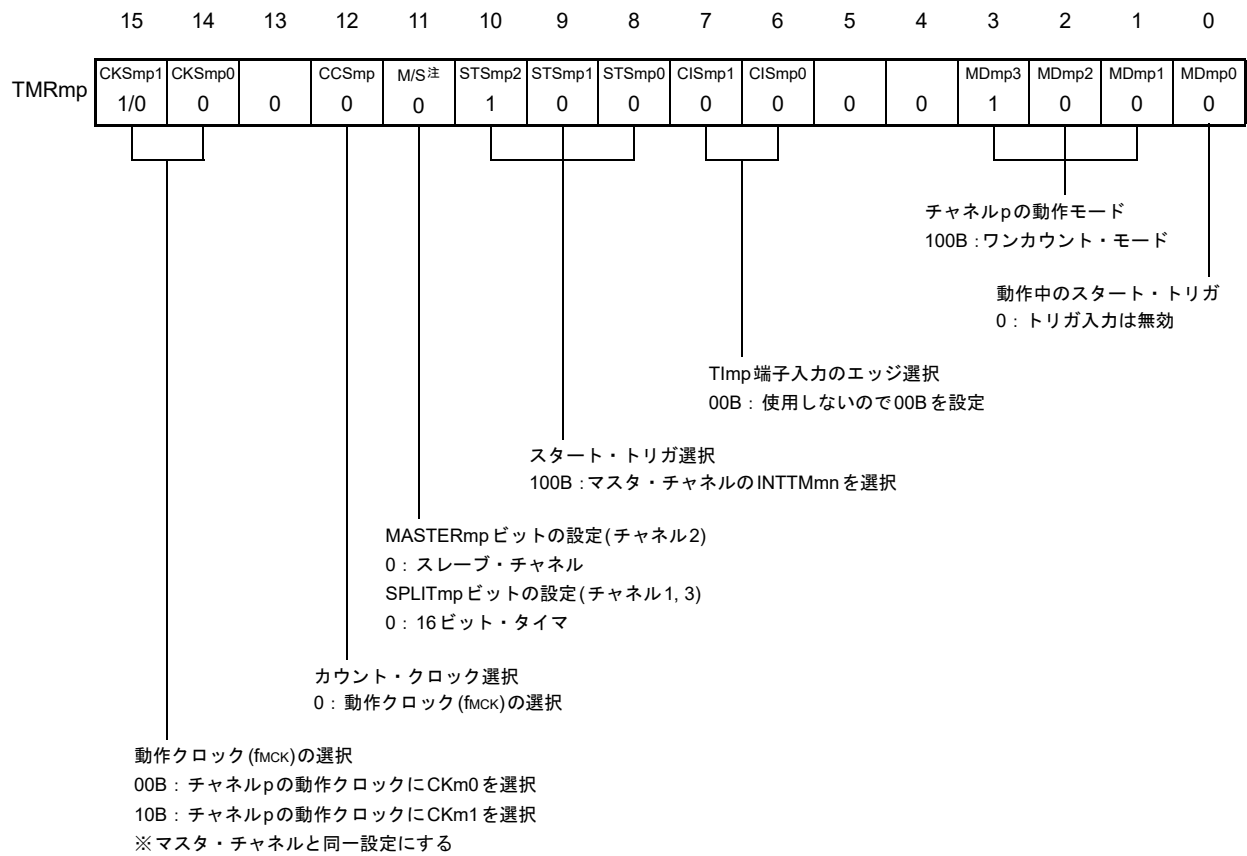 15 14 13 12 11 10 9 8 7 6 5 4 3 2 1 0
TMRmp
CKSmp1 CKSmp0 CCSmp M/S注 STSmp2 STSmp1 STSmp0 CISmp1 CISmp0 MDmp3 MDmp2 MDmp1 MDmp0
1/0 0 0 0 0 1 0 0 0 0 0 0 1 0 0 0
チャネルpの動作モード
100B：ワンカウント・モード
動作中のスタート・トリガ
0：トリガ入力は無効
TImp端子入力のエッジ選択
00B：使用しないので00Bを設定
スタート・トリガ選択
100B：マスタ・チャネルのINTTMmnを選択
MASTERmpビットの設定(チャネル2)
0：スレーブ・チャネル
SPLITmpビットの設定(チャネル1, 3)
0：16ビット・タイマ
カウント・クロック選択
0：動作クロック(fMCK)の選択
動作クロック(fMCK)の選択
00B：チャネルpの動作クロックにCKm0を選択
10B：チャネルpの動作クロックにCKm1を選択
※マスタ・チャネルと同一設定にする